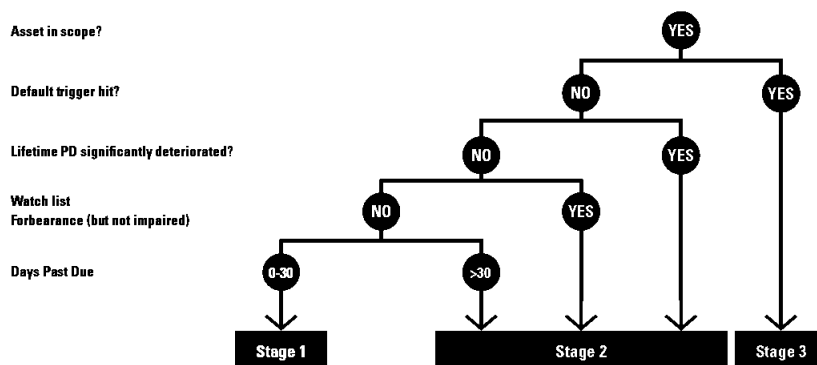 Asset in scope?
YES
Default trigger hit?
NO
YES
Lifetime PD significantly deteriorated?
NO
YES
Watch list
Forbearance (but not impaired)
NO
YES
Days Past Due
0-30
>30
Stage 1
Stage 2
Stage 3